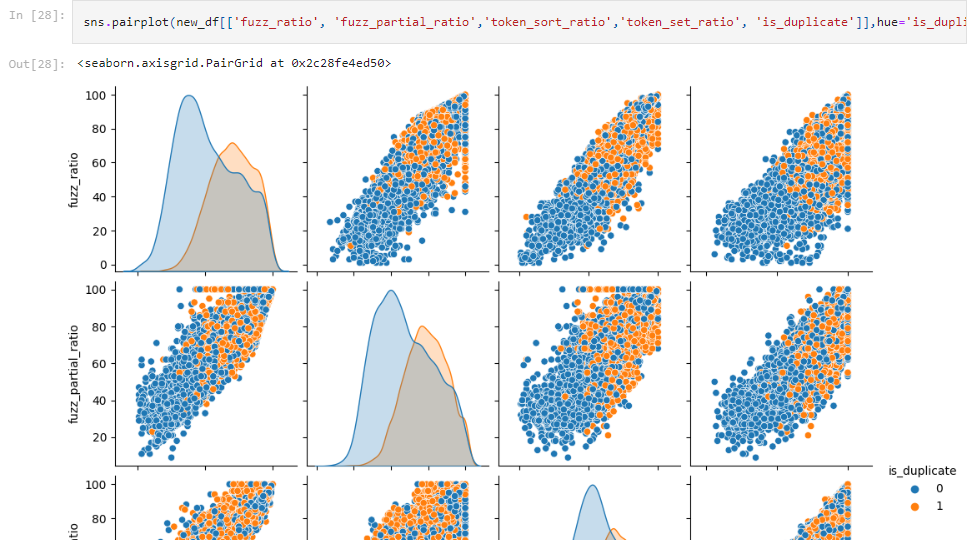 In [28]:
sns.pairplot(new_df[['fuzz_ratio', 'fuzz_partial_ratio','token_sort_ratio','token_set_ratio', 'is_duplicate']],hue='is_dupli
Out[28]: <seaborn.axisgrid.PairGrid at 0x2c28fe4ed50>
100
80
60
40
20
0
fuzz_ratio
100
80
60
40
20
fuzz_partial_ratio
is_duplicate
0
1
100
80
tio